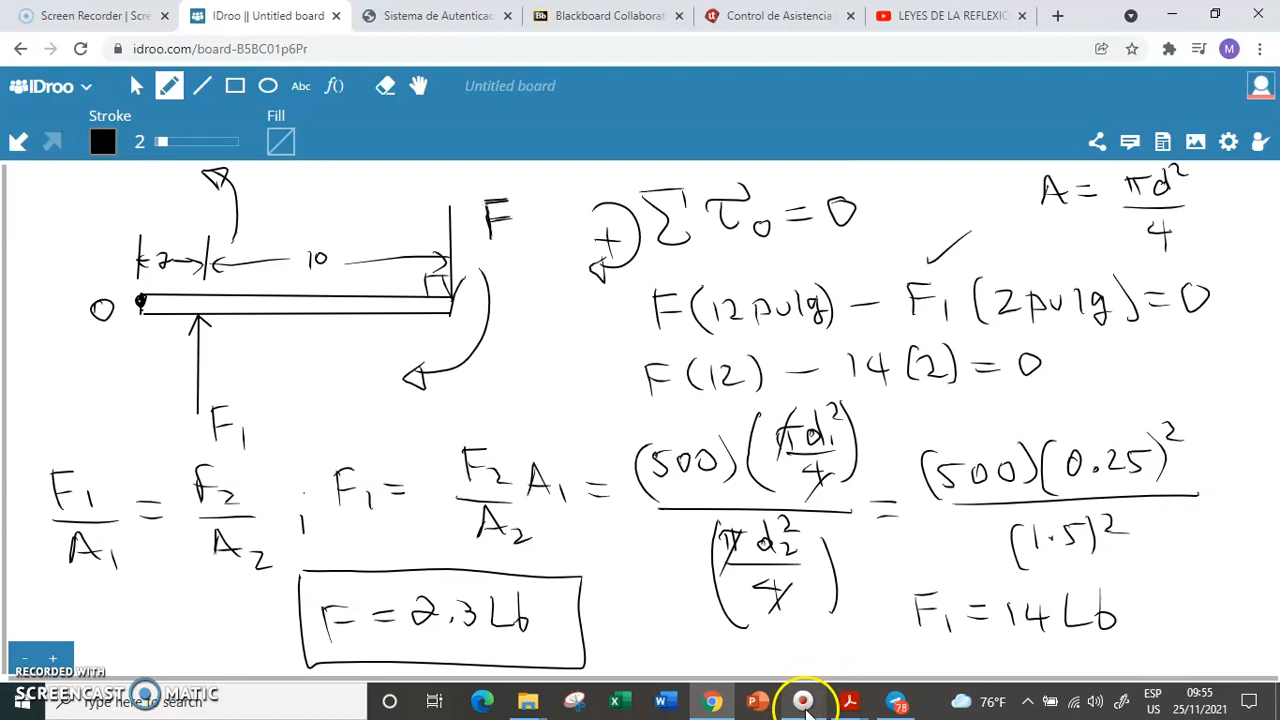 Screen Recorder | Scree
IDroo || Untitled board
Sistema de Autenticac
Blackboard Collaborat
Control de Asistencia
LEYES DE LA REFLEXIÓ
idroo.com/board-B5BC01p6Pr
M
IDroo
Abc
f()
Untitled board
Stroke
Fill
2
A = πd²/4
F
+ Σ τ₀ = 0
2
10
O
F(12 pulg) − F₁ (2 pulg) = 0
F(12) − 14(2) = 0
F₁
F₁/A₁ = F₂/A₂ ; F₁ = F₂/A₂ A₁ = (500)(πd₁²/4)/(πd₂²/4) = (500)(0.25)²/(1.5)²
F = 2.3 Lb
F₁ = 14 Lb
- +
RECORDED WITH
SCREENCAST MATIC
here to search
78
76°F
ESP
US
09:55
25/11/2021